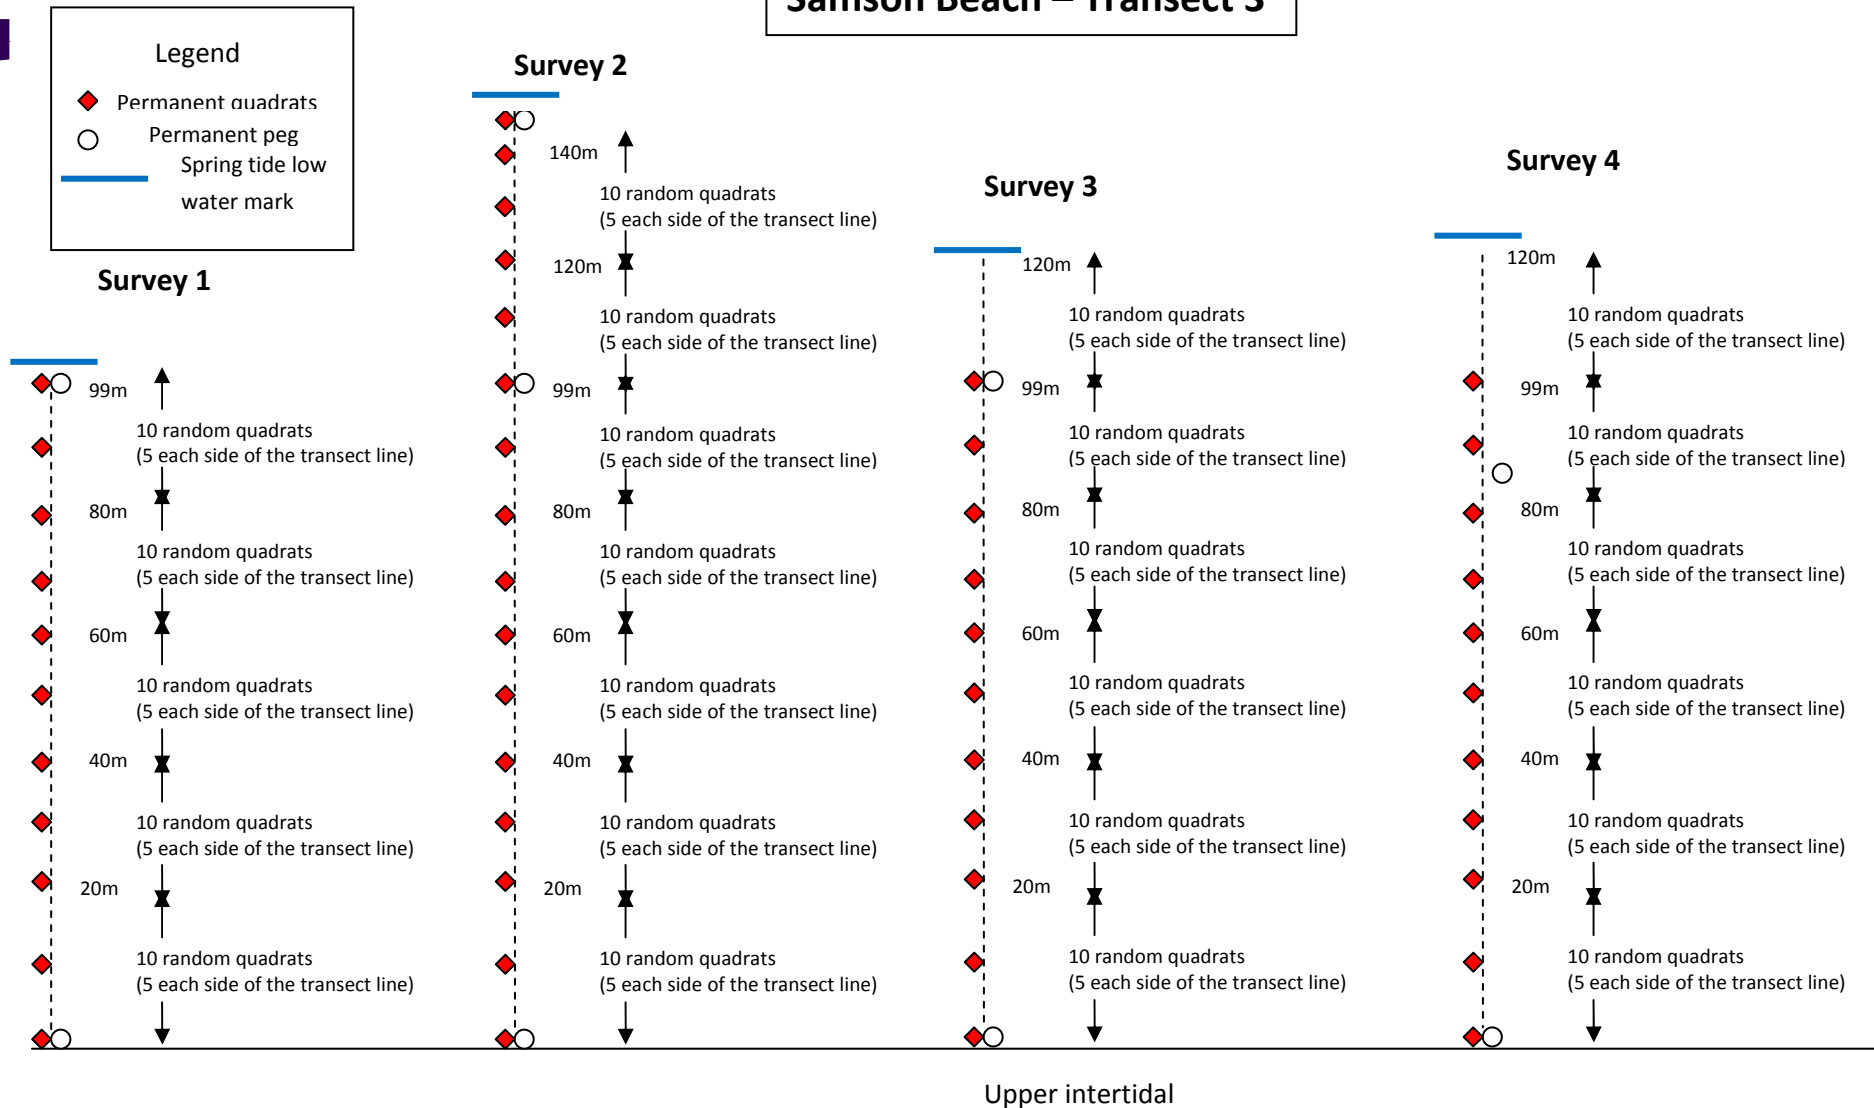 Samson Beach – Transect 3
Legend
Permanent quadrats
Permanent peg
Spring tide low
water mark
Survey 1
99m
10 random quadrats
(5 each side of the transect line)
80m
10 random quadrats
(5 each side of the transect line)
60m
10 random quadrats
(5 each side of the transect line)
40m
10 random quadrats
(5 each side of the transect line)
20m
10 random quadrats
(5 each side of the transect line)
Survey 2
140m
10 random quadrats
(5 each side of the transect line)
120m
10 random quadrats
(5 each side of the transect line)
99m
10 random quadrats
(5 each side of the transect line)
80m
10 random quadrats
(5 each side of the transect line)
60m
10 random quadrats
(5 each side of the transect line)
40m
10 random quadrats
(5 each side of the transect line)
20m
10 random quadrats
(5 each side of the transect line)
Survey 3
120m
10 random quadrats
(5 each side of the transect line)
99m
10 random quadrats
(5 each side of the transect line)
80m
10 random quadrats
(5 each side of the transect line)
60m
10 random quadrats
(5 each side of the transect line)
40m
10 random quadrats
(5 each side of the transect line)
20m
10 random quadrats
(5 each side of the transect line)
Survey 4
120m
10 random quadrats
(5 each side of the transect line)
99m
10 random quadrats
(5 each side of the transect line)
80m
10 random quadrats
(5 each side of the transect line)
60m
10 random quadrats
(5 each side of the transect line)
40m
10 random quadrats
(5 each side of the transect line)
20m
10 random quadrats
(5 each side of the transect line)
Upper intertidal